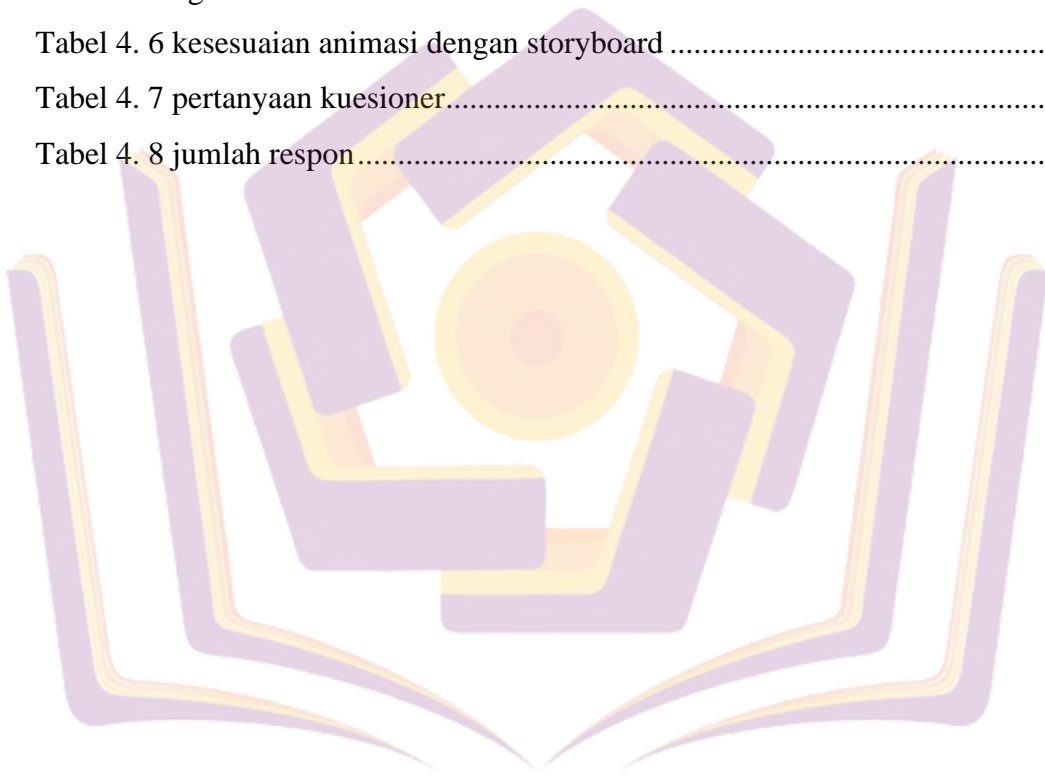 Tabel 4. 6 kesesuaian animasi dengan storyboard ................................................
Tabel 4. 7 pertanyaan kuesioner...........................................................................
Tabel 4. 8 jumlah respon......................................................................................